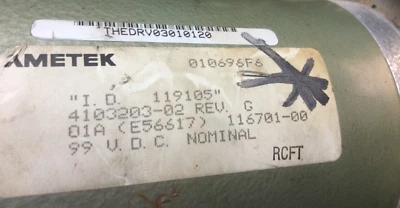 IHEDRV03010120
AMETEK 010696F6
"I.D. 119105"
4103203-02 REV. G
01A (E56617) 116701-00
99 V.D.C. NOMINAL
RCFT